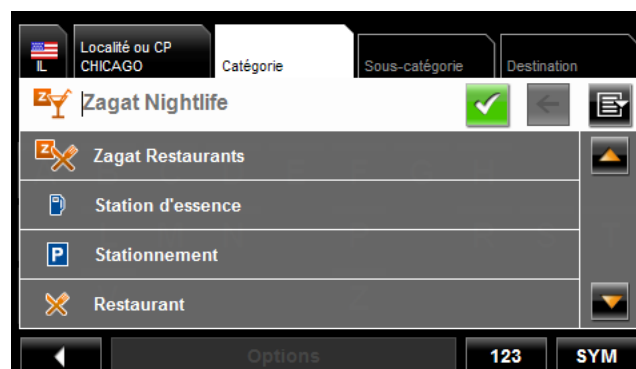 Localité ou CP
IL
CHICAGO
Catégorie
Sous-catégorie
Destination
Z
Zagat Nightlife
Z
Zagat Restaurants
Station d'essence
P
Stationnement
Restaurant
Options
123
SYM